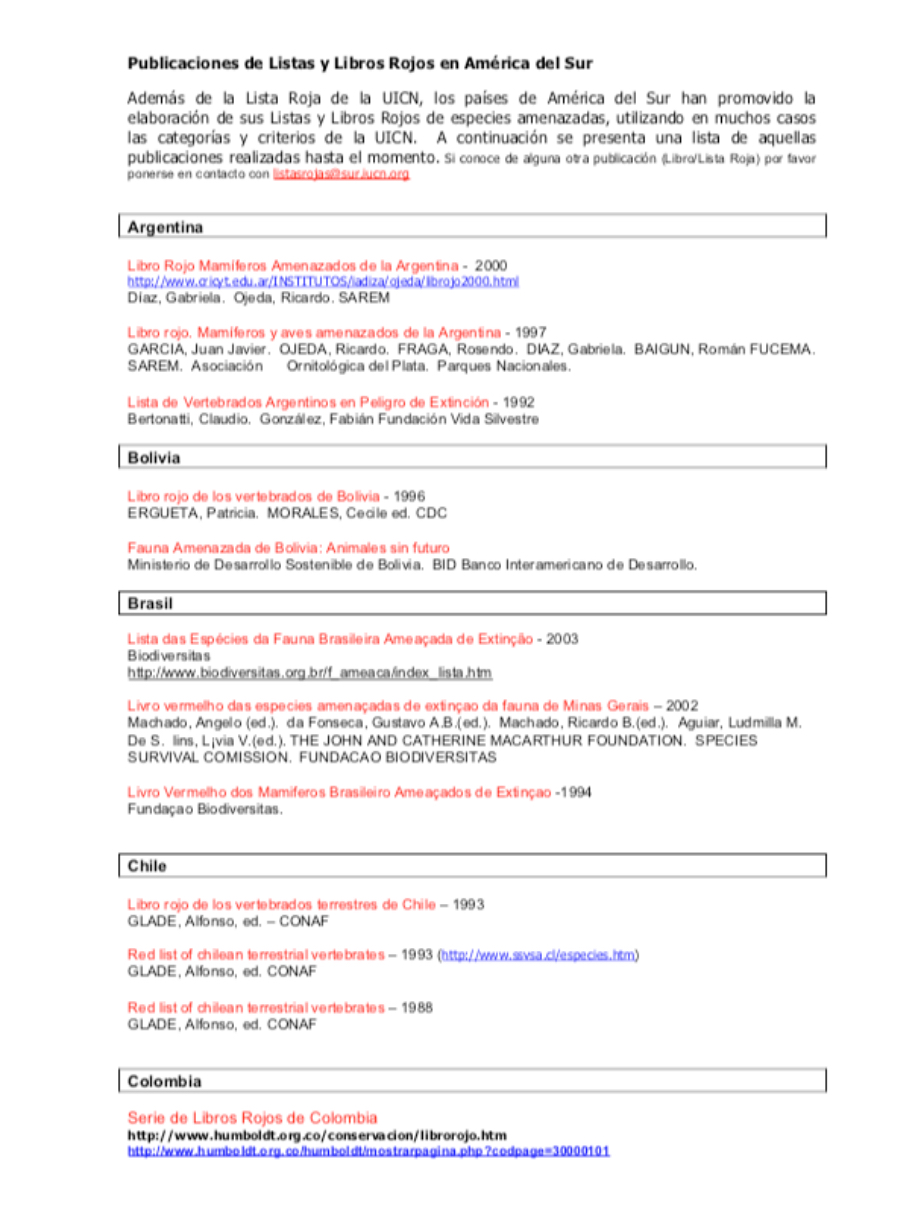 Publicaciones de Listas y Libros Rojos en América del Sur
Además de la Lista Roja de la UICN, los países de América del Sur han promovido la
elaboración de sus Listas y Libros Rojos de especies amenazadas, utilizando en muchos casos
las categorías y criterios de la UICN. A continuación se presenta una lista de aquellas
publicaciones realizadas hasta el momento. Si conoce de alguna otra publicación (Libro/Lista Roja) por favor
ponerse en contacto con listasrojas@sur.iucn.org
Argentina
Libro Rojo Mamíferos Amenazados de la Argentina - 2000
http://www.cricyt.edu.ar/INSTITUTOS/iadiza/ojeda/librojo2000.html
Díaz, Gabriela. Ojeda, Ricardo. SAREM
Libro rojo. Mamíferos y aves amenazados de la Argentina - 1997
GARCIA, Juan Javier. OJEDA, Ricardo. FRAGA, Rosendo. DIAZ, Gabriela. BAIGUN, Román FUCEMA.
SAREM. Asociación Ornitológica del Plata. Parques Nacionales.
Lista de Vertebrados Argentinos en Peligro de Extinción - 1992
Bertonatti, Claudio. González, Fabián Fundación Vida Silvestre
Bolivia
Libro rojo de los vertebrados de Bolivia - 1996
ERGUETA, Patricia. MORALES, Cecile ed. CDC
Fauna Amenazada de Bolivia: Animales sin futuro
Ministerio de Desarrollo Sostenible de Bolivia. BID Banco Interamericano de Desarrollo.
Brasil
Lista das Espécies da Fauna Brasileira Ameaçada de Extinção - 2003
Biodiversitas
http://www.biodiversitas.org.br/f_ameaca/index_lista.htm
Livro vermelho das especies amenaçadas de extinçao da fauna de Minas Gerais – 2002
Machado, Angelo (ed.). da Fonseca, Gustavo A.B.(ed.). Machado, Ricardo B.(ed.). Aguiar, Ludmilla M.
De S. lins, L¡via V.(ed.). THE JOHN AND CATHERINE MACARTHUR FOUNDATION. SPECIES
SURVIVAL COMISSION. FUNDACAO BIODIVERSITAS
Livro Vermelho dos Mamiferos Brasileiro Ameaçados de Extinçao -1994
Fundaçao Biodiversitas.
Chile
Libro rojo de los vertebrados terrestres de Chile – 1993
GLADE, Alfonso, ed. – CONAF
Red list of chilean terrestrial vertebrates – 1993 (http://www.ssvsa.cl/especies.htm)
GLADE, Alfonso, ed. CONAF
Red list of chilean terrestrial vertebrates – 1988
GLADE, Alfonso, ed. CONAF
Colombia
Serie de Libros Rojos de Colombia
http://www.humboldt.org.co/conservacion/librorojo.htm
http://www.humboldt.org.co/humboldt/mostrarpagina.php?codpage=30000101